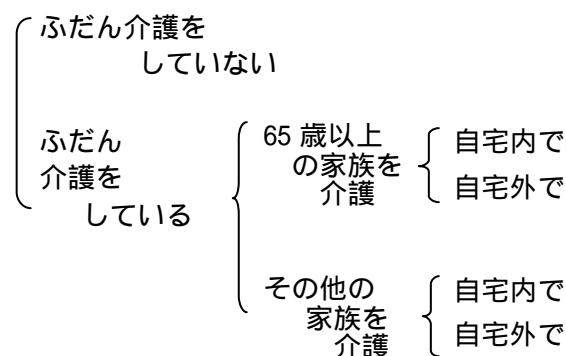 ふだん介護を
していない
ふだん
介護を
している
65 歳以上
の家族を
介護
自宅内で
自宅外で
その他の
家族を
介護
自宅内で
自宅外で